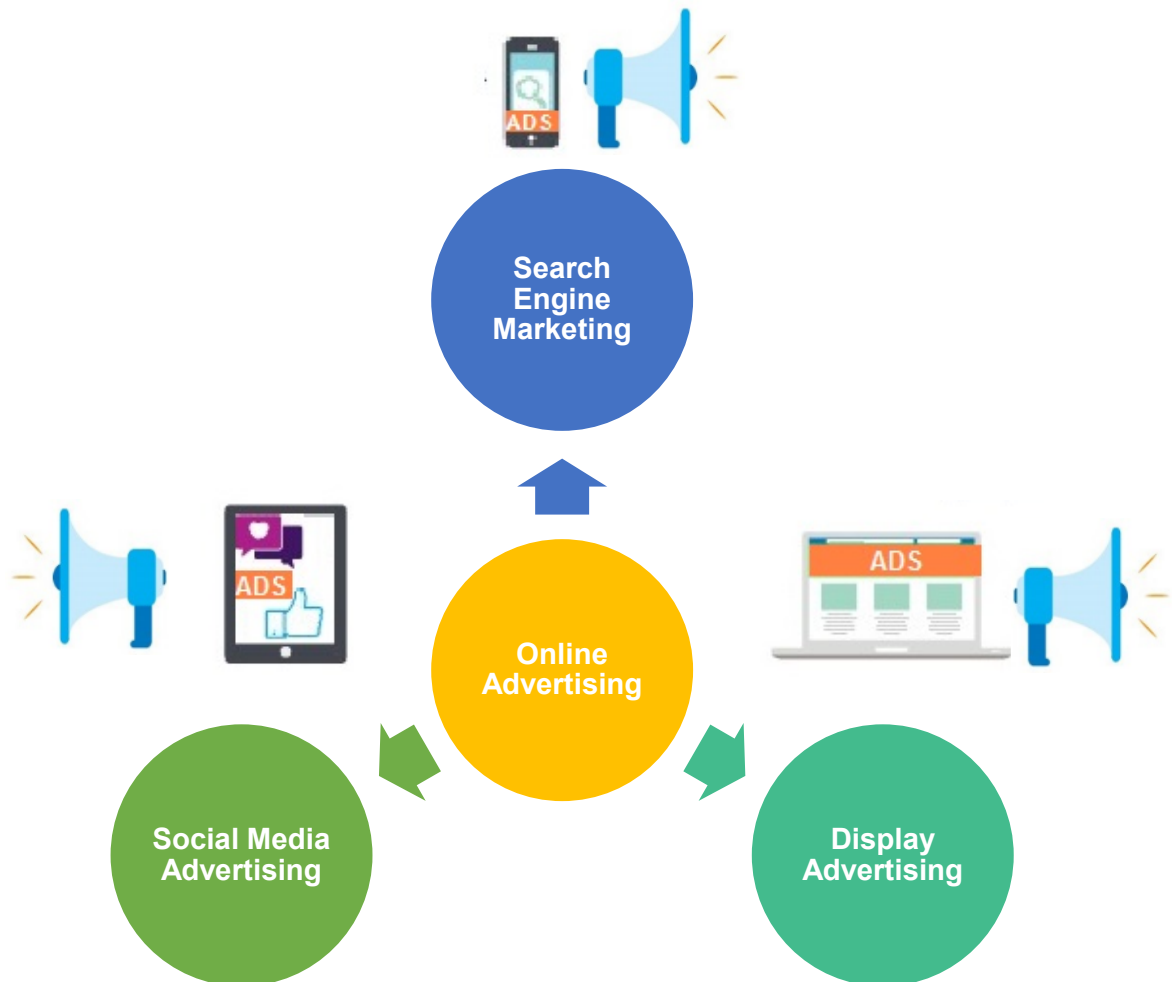 ADS
Search
Engine
Marketing
ADS
ADS
Online
Advertising
Social Media
Advertising
Display
Advertising